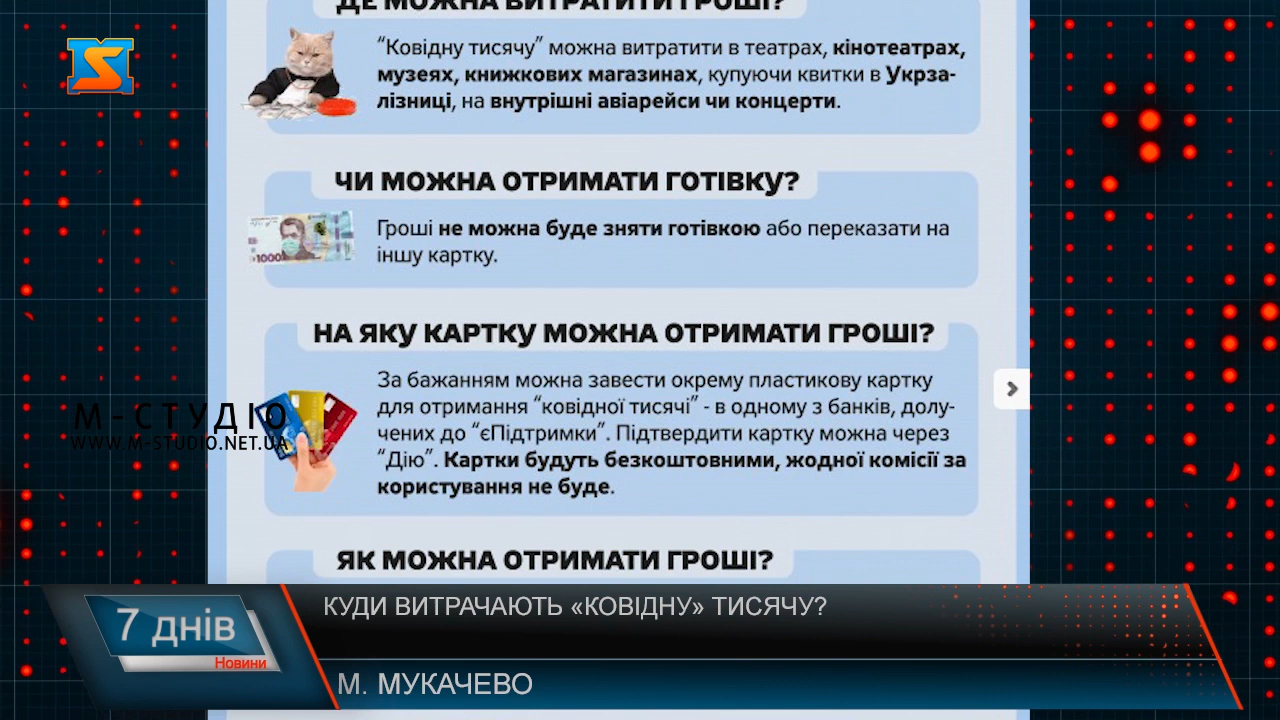 ДЕ МОЖНА ВИТРАТИТИ ГРОШІ?
“Ковідну тисячу” можна витратити в театрах, кінотеатрах,
музеях, книжкових магазинах, купуючи квитки в Укрза-
лізниці, на внутрішні авіарейси чи концерти.
ЧИ МОЖНА ОТРИМАТИ ГОТІВКУ?
Гроші не можна буде зняти готівкою або переказати на
іншу картку.
1000
НА ЯКУ КАРТКУ МОЖНА ОТРИМАТИ ГРОШІ?
За бажанням можна завести окрему пластикову картку
для отримання “ковідної тисячі” - в одному з банків, долу-
чених до “єПідтримки”. Підтвердити картку можна через
“Дію”. Картки будуть безкоштовними, жодної комісії за
користування не буде.
М-СТУДІО
WWW.M-STUDIO.NET.UA
ЯК МОЖНА ОТРИМАТИ ГРОШІ?
7 днів
Новини
КУДИ ВИТРАЧАЮТЬ «КОВІДНУ» ТИСЯЧУ?
М. МУКАЧЕВО